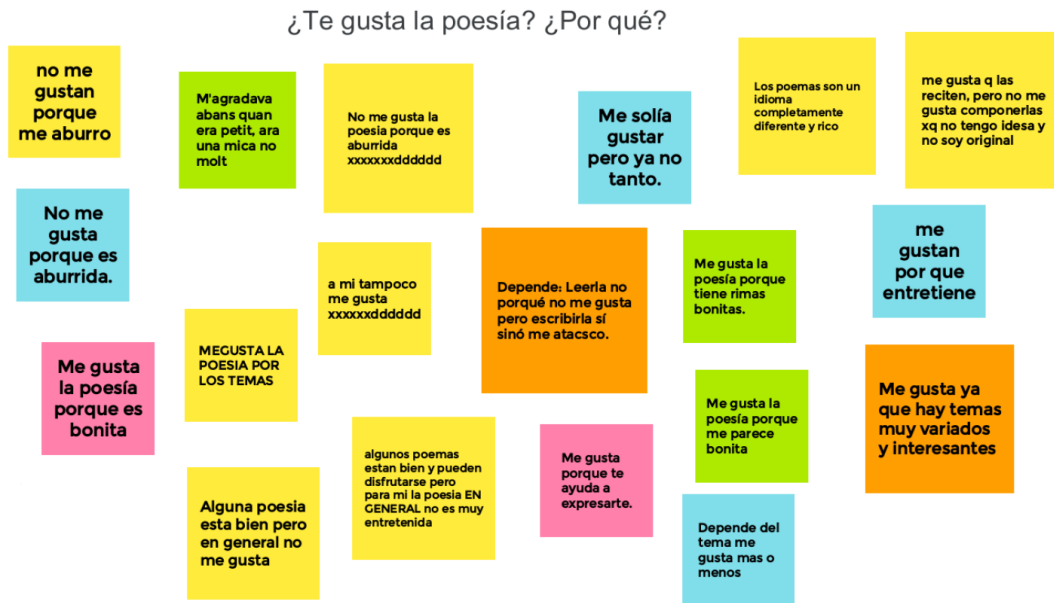 ¿Te gusta la poesía? ¿Por qué?
no me
gustan
porque
me aburro
M'agradava
abans quan
era petit, ara
una mica no
molt
No me gusta la
poesia porque es
aburrida
xxxxxxxdddddd
Me solía
gustar
pero ya no
tanto.
Los poemas son un
idioma
completamente
diferente y rico
me gusta q las
reciten, pero no me
gusta componerlas
xq no tengo idesa y
no soy original
No me
gusta
porque es
aburrida.
a mi tampoco
me gusta
xxxxxxdddddd
Depende: Leerla no
porqué no me gusta
pero escribirla sí
sinó me atacsco.
Me gusta la
poesía porque
tiene rimas
bonitas.
me
gustan
por que
entretiene
Me gusta
la poesía
porque es
bonita
MEGUSTA LA
POESIA POR
LOS TEMAS
Me gusta la
poesía porque
me parece
bonita
Me gusta ya
que hay temas
muy variados
y interesantes
Alguna poesia
esta bien pero
en general no
me gusta
algunos poemas
estan bien y pueden
disfrutarse pero
para mi la poesia EN
GENERAL no es muy
entretenida
Me gusta
porque te
ayuda a
expresarte.
Depende del
tema me
gusta mas o
menos